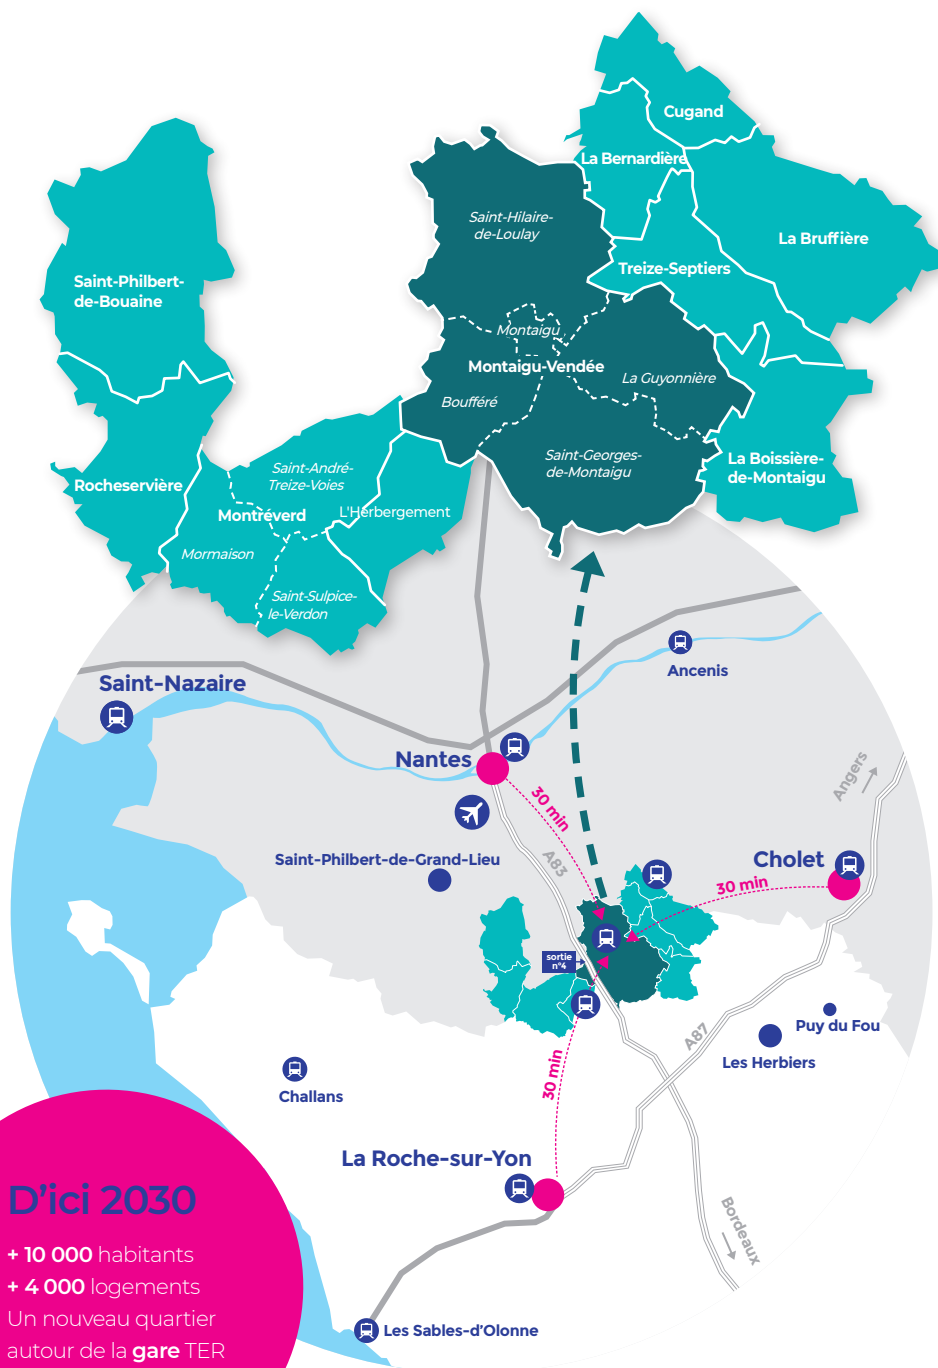 Cugand
La Bernardière
Saint-Hilaire-
de-Loulay
La Bruffière
Treize-Septiers
Saint-Philbert-
de-Bouaine
Montaigu
Montaigu-Vendée
La Guyonnière
Boufféré
Saint-Georges-
de-Montaigu
La Boissière-
de-Montaigu
Saint-André-
Treize-Voies
Rocheservière
Montréverd
L'Herbergement
Mormaison
Saint-Sulpice-
le-Verdon
Ancenis
Saint-Nazaire
Nantes
Angers
30 min
A83
Saint-Philbert-de-Grand-Lieu
Cholet
30 min
sortie
n°4
Puy du Fou
A87
Les Herbiers
30 min
Challans
La Roche-sur-Yon
Bordeaux
Les Sables-d'Olonne
D'ici 2030
+ 10 000 habitants
+ 4 000 logements
Un nouveau quartier
autour de la gare TER